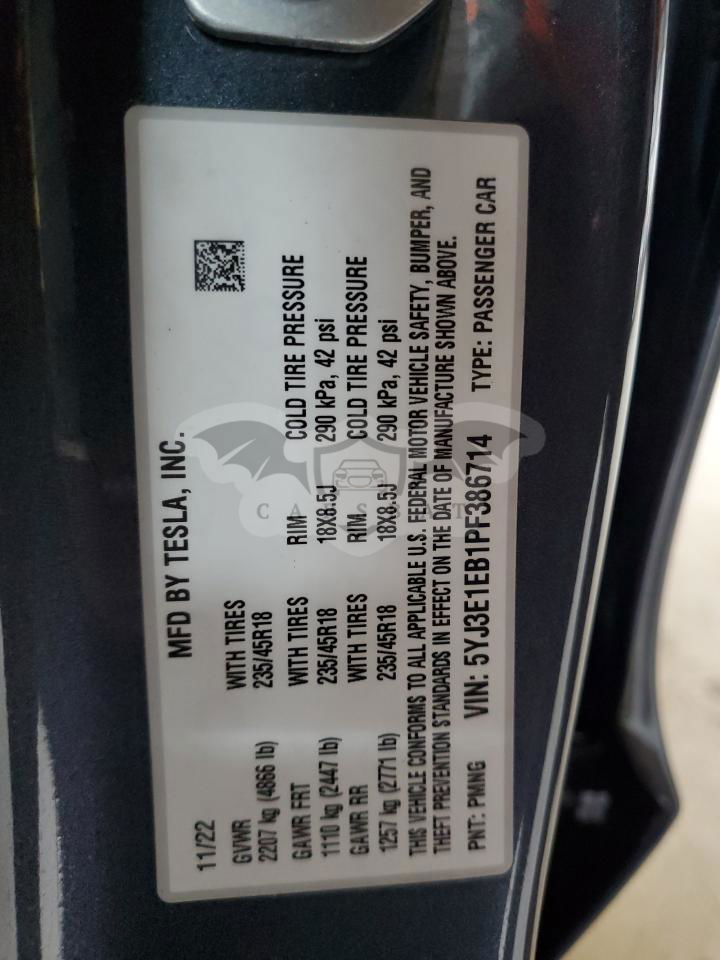 MFD BY TESLA, INC.
11/22
GVWR WITH TIRES
2207 kg (4866 lb) 235/45R18
GAWR FRT WITH TIRES RIM COLD TIRE PRESSURE
1110 kg (2447 lb) 235/45R18 18X8.5J 290 kPa, 42 psi
GAWR RR WITH TIRES RIM COLD TIRE PRESSURE
1257 kg (2771 lb) 235/45R18 18X8.5J 290 kPa, 42 psi
THIS VEHICLE CONFORMS TO ALL APPLICABLE U.S. FEDERAL MOTOR VEHICLE SAFETY, BUMPER, AND
THEFT PREVENTION STANDARDS IN EFFECT ON THE DATE OF MANUFACTURE SHOWN ABOVE.
PNT: PMNG VIN: 5YJ3E1EB1PF386714 TYPE: PASSENGER CAR